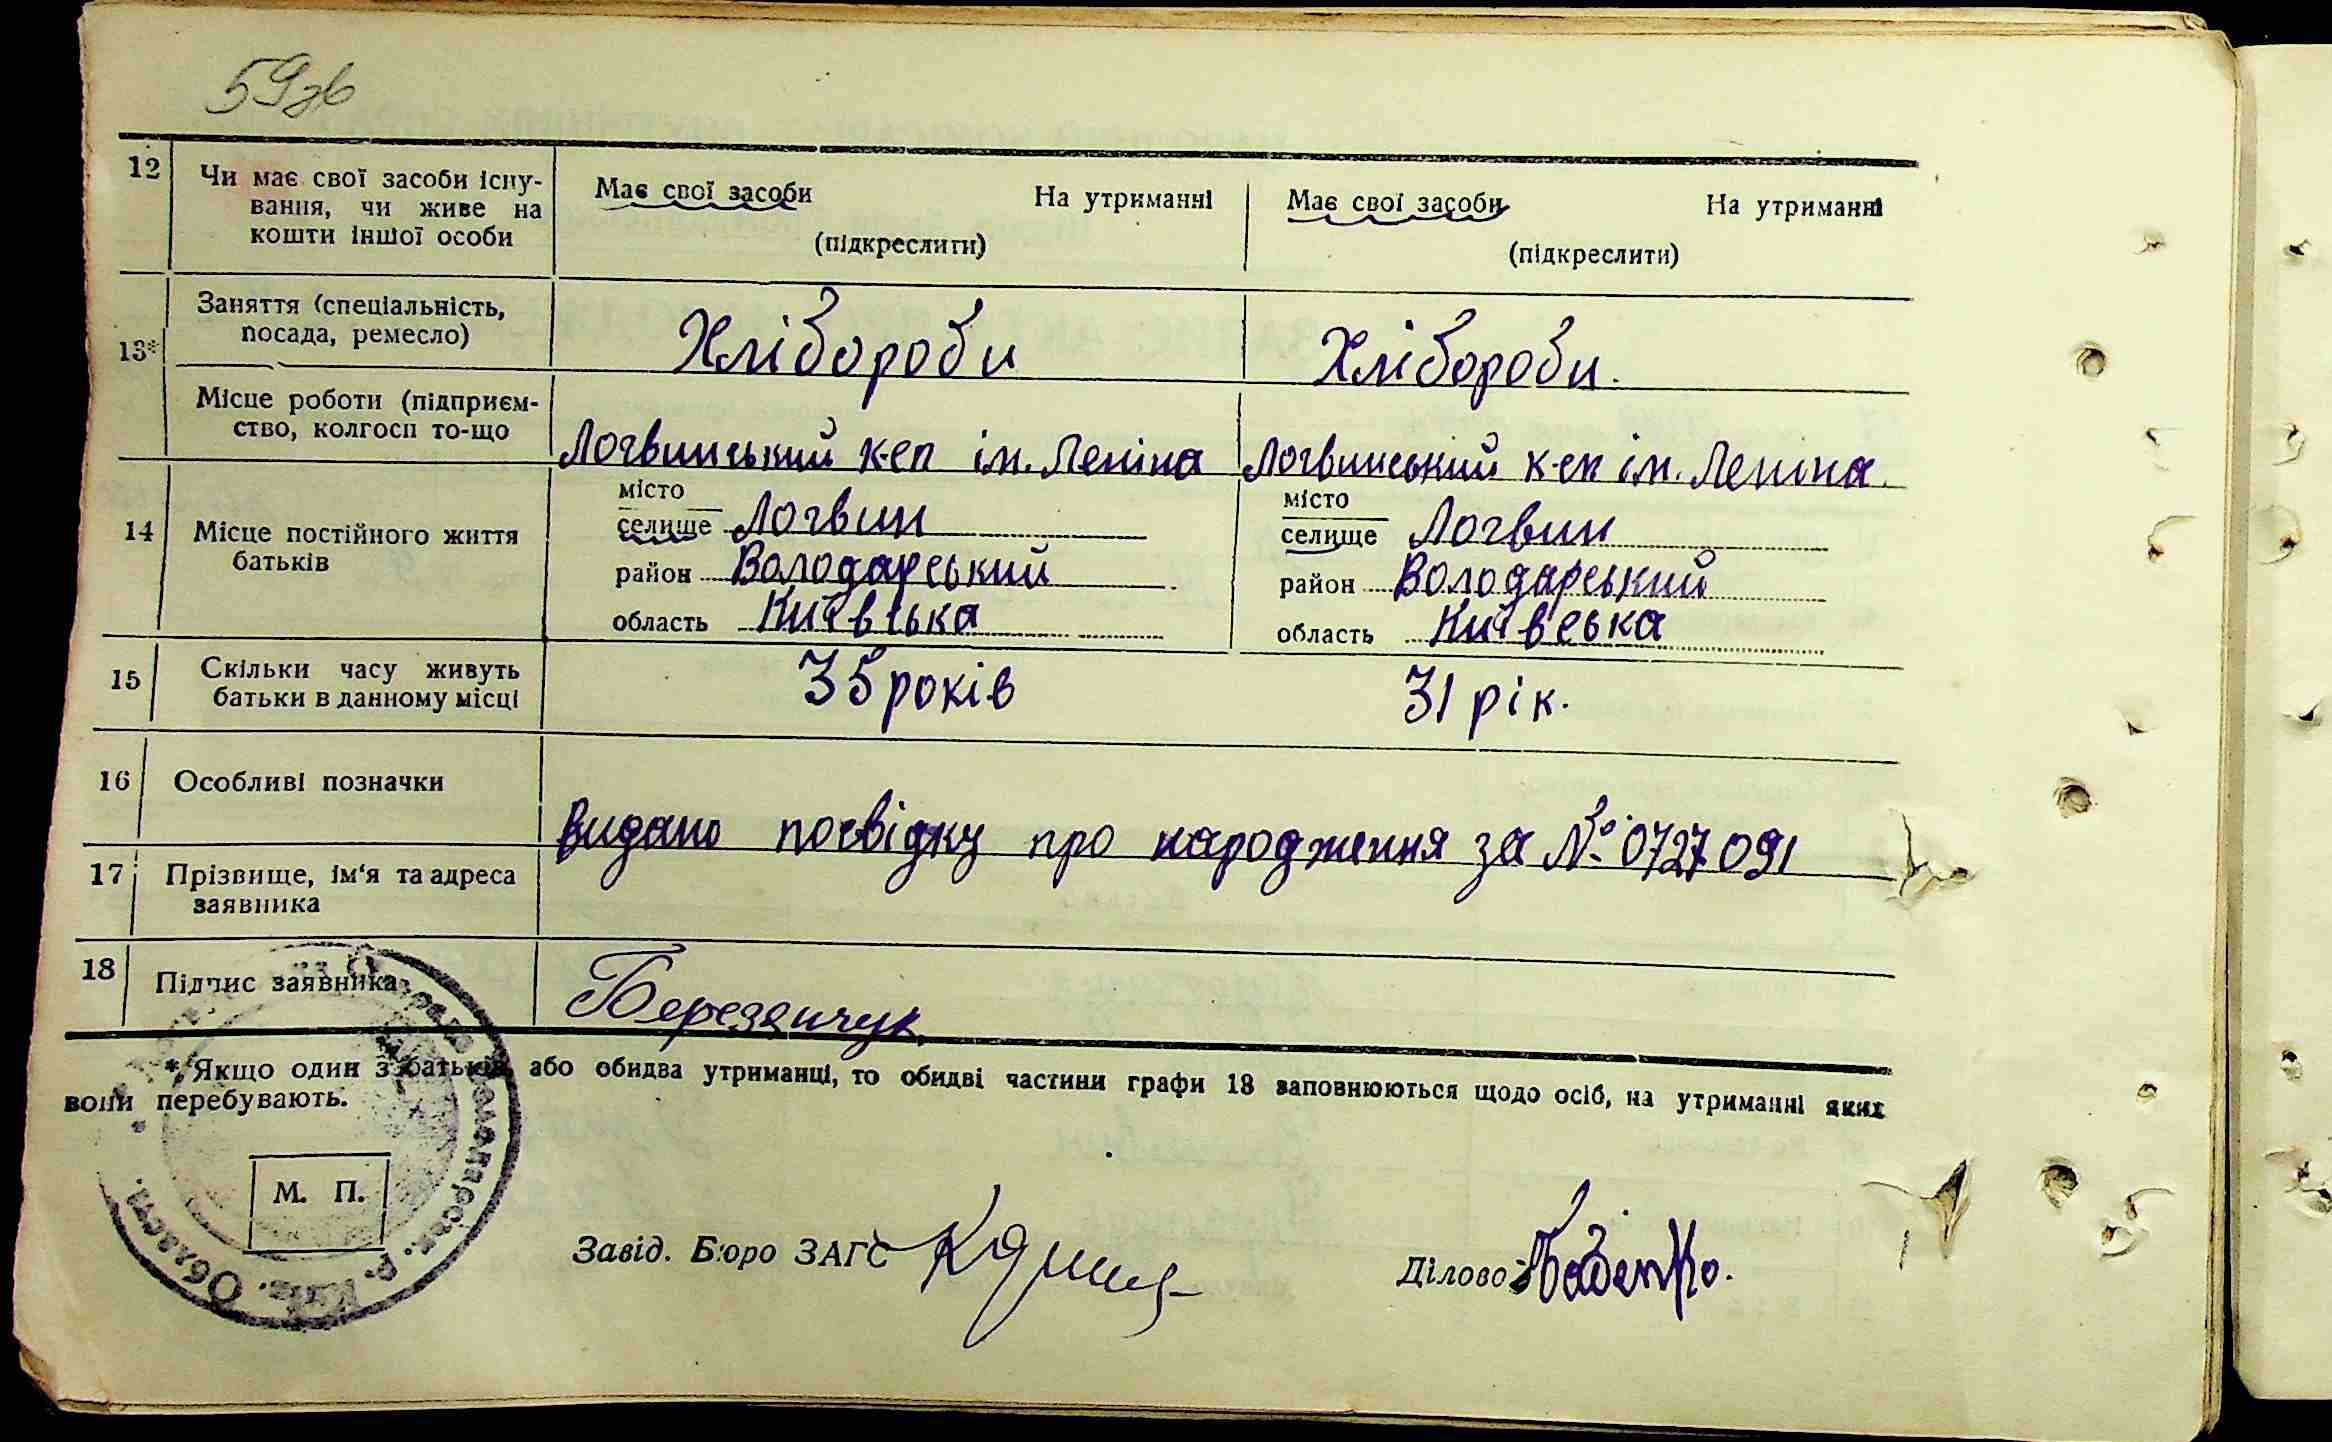 59зв
12 Чи має свої засоби існу- Має свої засоби На утриманні Має свої засоби На утриманні
вання, чи живе на
кошти іншої особи (підкреслити) (підкреслити)
13* Заняття (спеціальність, Хлібороби Хлібороби.
посада, ремесло)
Місце роботи (підприєм-
ство, колгосп то-що Логвинський к-сп ім. Леніна Логвинський к-сп ім. Леніна.
14 Місце постійного життя
батьків
місто місто
селище Логвин селище Логвин
район Володарський район Володарський
область Київська область Київська
15 Скільки часу живуть 35 років 31 рік.
батьки в данному місці
16 Особливі позначки
видано посвідку про народження за № 0727091
17 Прізвище, ім'я та адреса
заявника
18 Підпис заявника Березанчук
* Якщо один з батьків або обидва утриманці, то обидві частини графи 13 заповнюються щодо осіб, на утриманні яких
вони перебувають.
М. П.
Завід. Бюро ЗАГС
Діловод
Володарськ. р. Київ. Області.